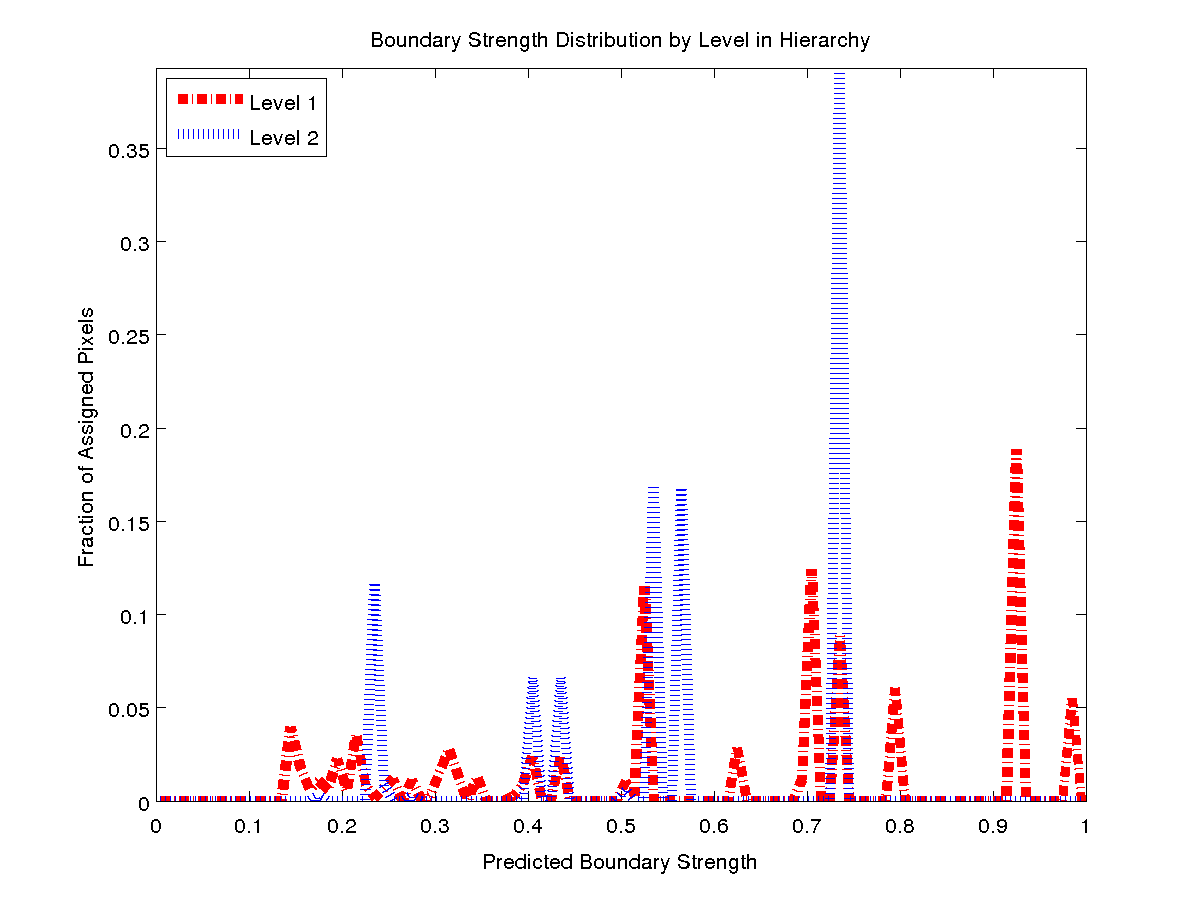 Boundary Strength Distribution by Level in Hierarchy
Level 1
Level 2
0.35
0.3
0.25
0.2
0.15
0.1
0.05
0
Fraction of Assigned Pixels
0 0.1 0.2 0.3 0.4 0.5 0.6 0.7 0.8 0.9 1
Predicted Boundary Strength